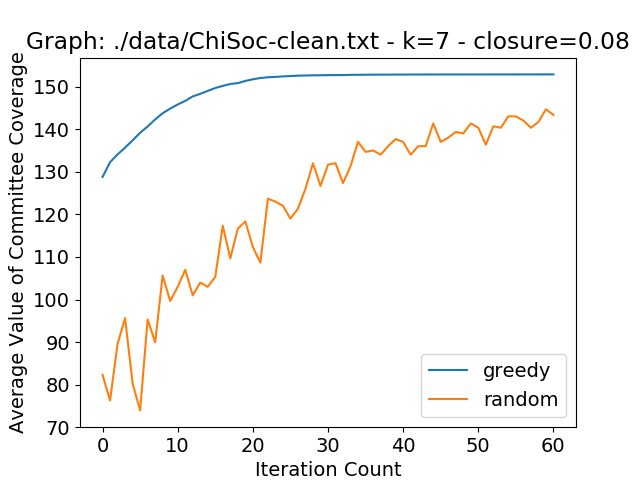 Graph: ./data/ChiSoc-clean.txt - k=7 - closure=0.08
Average Value of Committee Coverage
150
140
130
120
110
100
90
80
70
0 10 20 30 40 50 60
Iteration Count
greedy
random